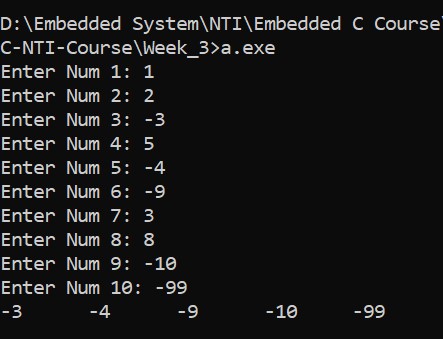 D:\Embedded System\NTI\Embedded C Course\
C-NTI-Course\Week_3>a.exe
Enter Num 1: 1
Enter Num 2: 2
Enter Num 3: -3
Enter Num 4: 5
Enter Num 5: -4
Enter Num 6: -9
Enter Num 7: 3
Enter Num 8: 8
Enter Num 9: -10
Enter Num 10: -99
-3 -4 -9 -10 -99